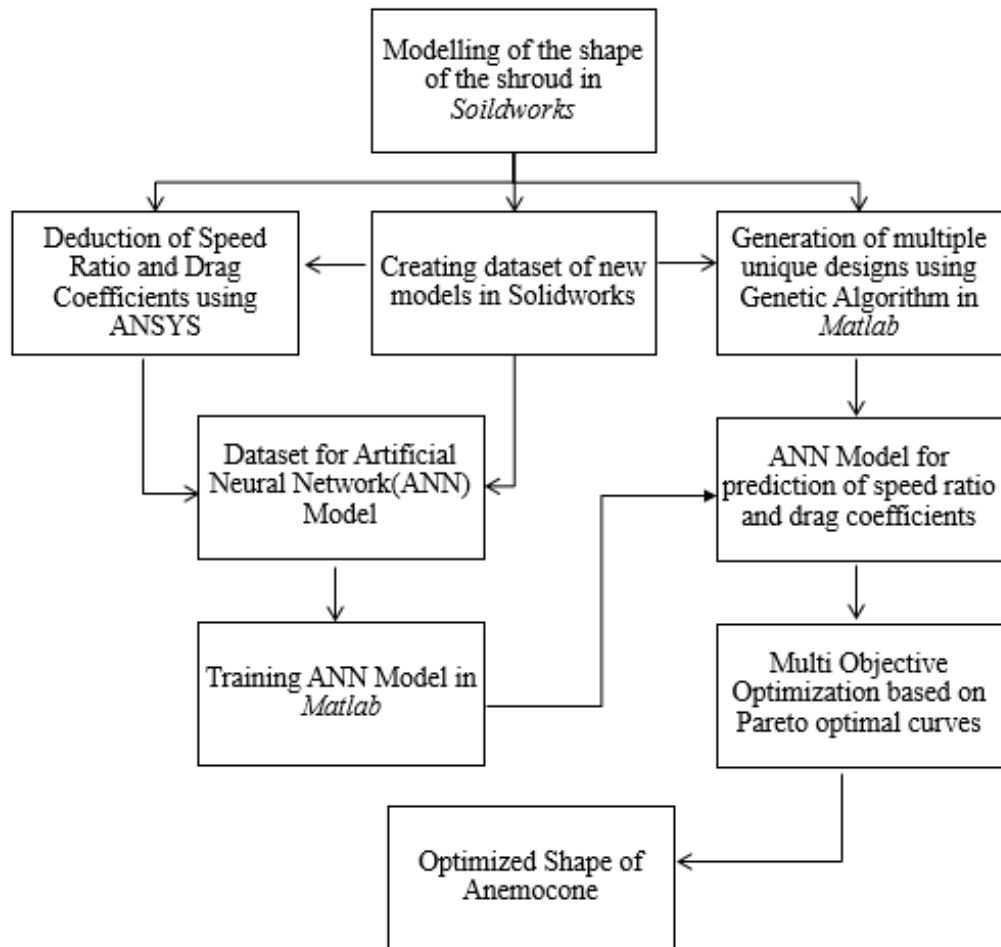 Modelling of the shape
of the shroud in
Soildworks
Deduction of Speed
Ratio and Drag
Coefficients using
ANSYS
Creating dataset of new
models in Solidworks
Generation of multiple
unique designs using
Genetic Algorithm in
Matlab
Dataset for Artificial
Neural Network(ANN)
Model
ANN Model for
prediction of speed ratio
and drag coefficients
Training ANN Model in
Matlab
Multi Objective
Optimization based on
Pareto optimal curves
Optimized Shape of
Anemocone